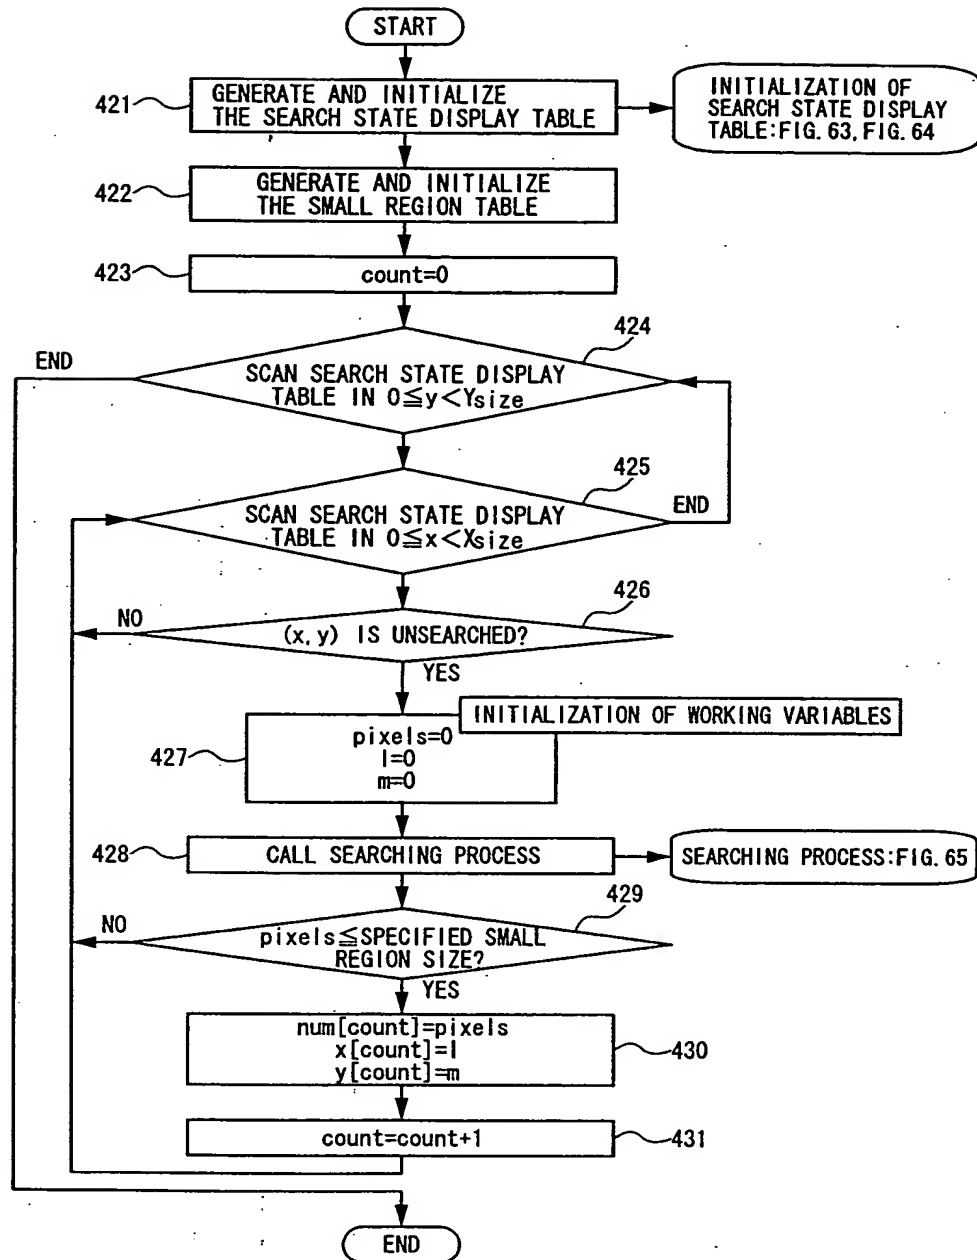 START
421
GENERATE AND INITIALIZE
THE SEARCH STATE DISPLAY TABLE
INITIALIZATION OF
SEARCH STATE DISPLAY
TABLE:FIG. 63, FIG. 64
422
GENERATE AND INITIALIZE
THE SMALL REGION TABLE
423
count=0
424
END
SCAN SEARCH STATE DISPLAY
TABLE IN 0≦y<Ysize
425
END
SCAN SEARCH STATE DISPLAY
TABLE IN 0≦x<Xsize
426
NO
(x, y) IS UNSEARCHED?
YES
INITIALIZATION OF WORKING VARIABLES
427
pixels=0
l=0
m=0
428
CALL SEARCHING PROCESS
SEARCHING PROCESS:FIG. 65
429
NO
pixels≦SPECIFIED SMALL
REGION SIZE?
YES
num[count]=pixels
x[count]=l
y[count]=m
430
count=count+1
431
END